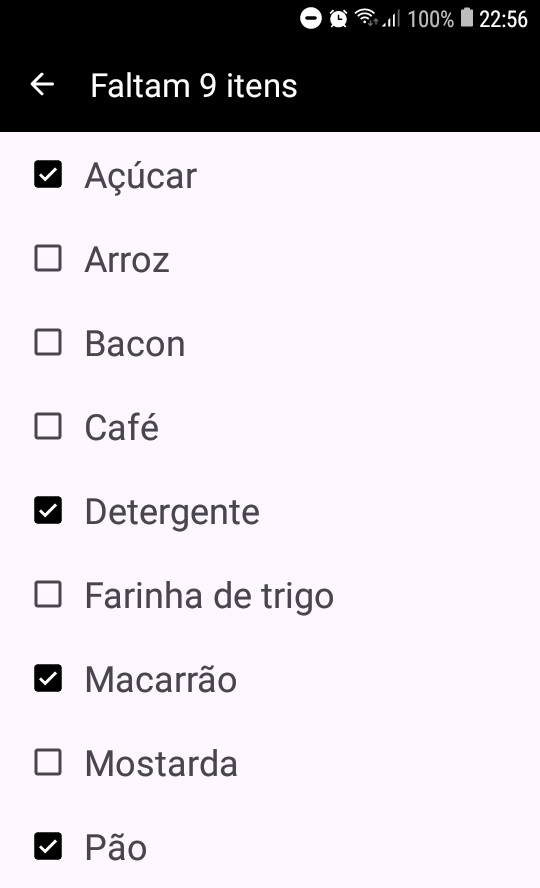 100% 22:56
Faltam 9 itens
Açúcar
Arroz
Bacon
Café
Detergente
Farinha de trigo
Macarrão
Mostarda
Pão